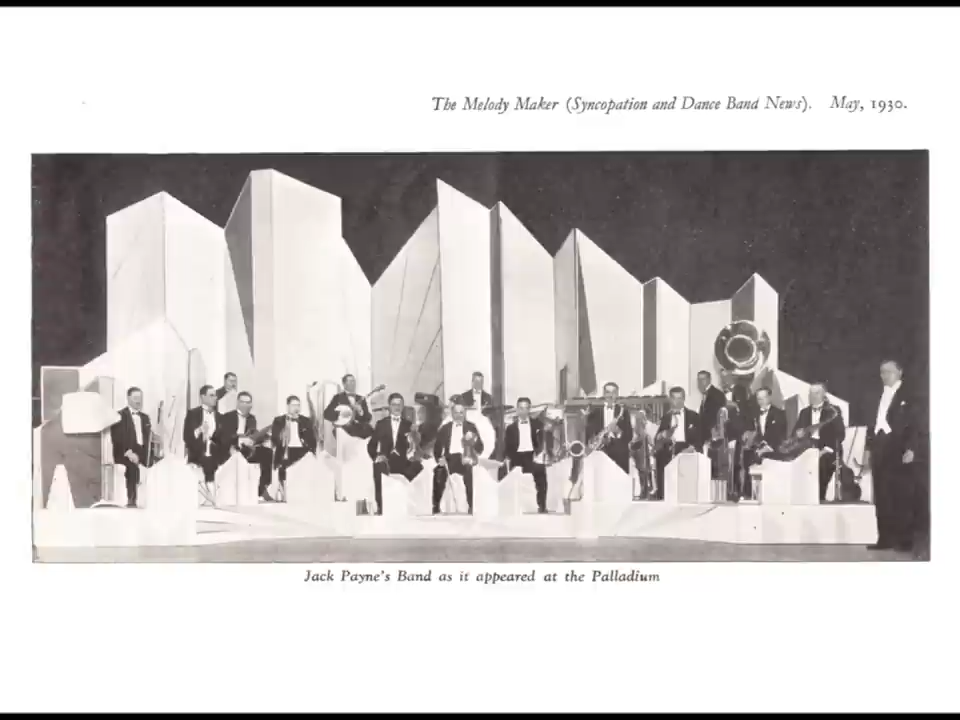 The Melody Maker (Syncopation and Dance Band News). May, 1930.
Jack Payne's Band as it appeared at the Palladium